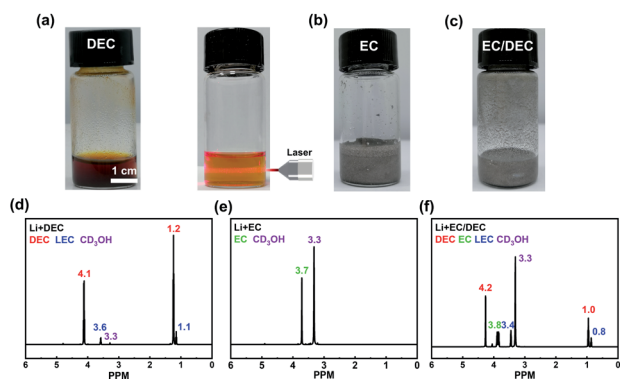 (a)
DEC
1 cm
Laser
(b)
EC
(c)
EC/DEC
(d)
Li+DEC
DEC LEC CD₃OH
4.1
3.6
3.3
1.2
1.1
6 5 4 3 2 1 0
PPM
(e)
Li+EC
EC CD₃OH
3.7
3.3
6 5 4 3 2 1 0
PPM
(f)
Li+EC/DEC
DEC EC LEC CD₃OH
4.2
3.8
3.4
3.3
1.0
0.8
6 5 4 3 2 1 0
PPM